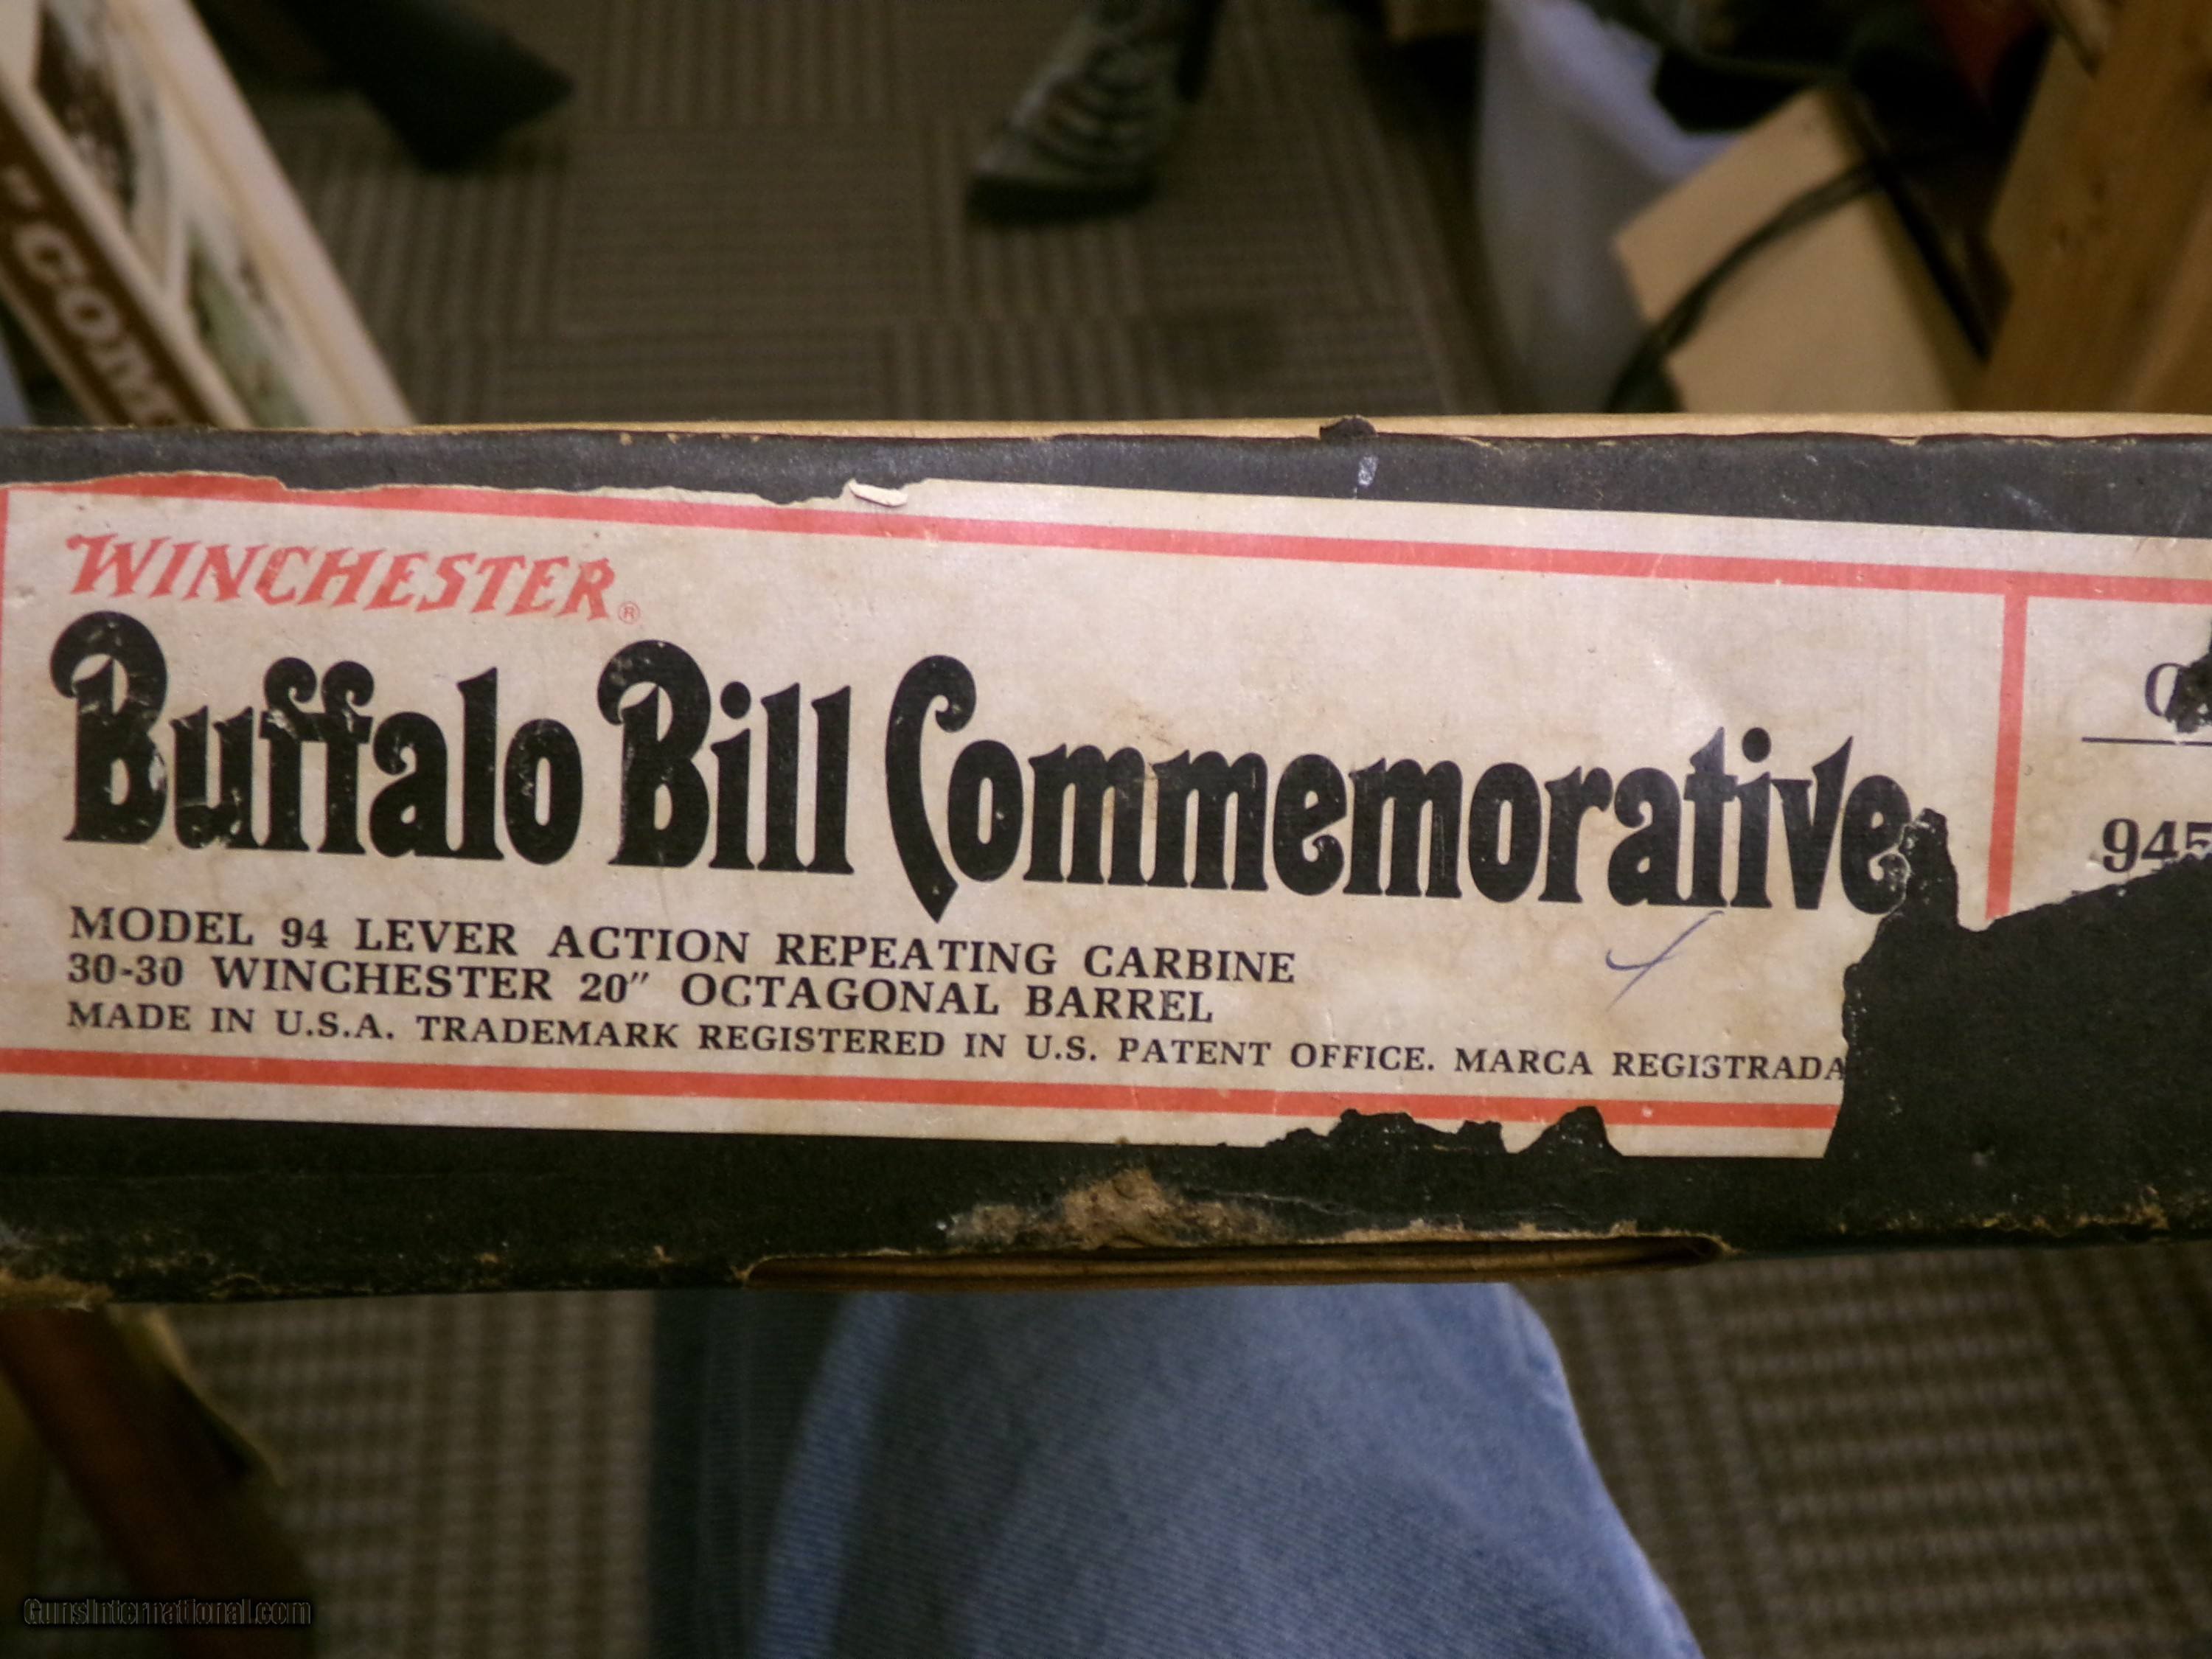 WINCHESTER®
Buffalo Bill Commemorative
MODEL 94 LEVER ACTION REPEATING CARBINE
30-30 WINCHESTER 20″ OCTAGONAL BARREL
MADE IN U.S.A. TRADEMARK REGISTERED IN U.S. PATENT OFFICE. MARCA REGISTRADA
945
GunsInternational.com